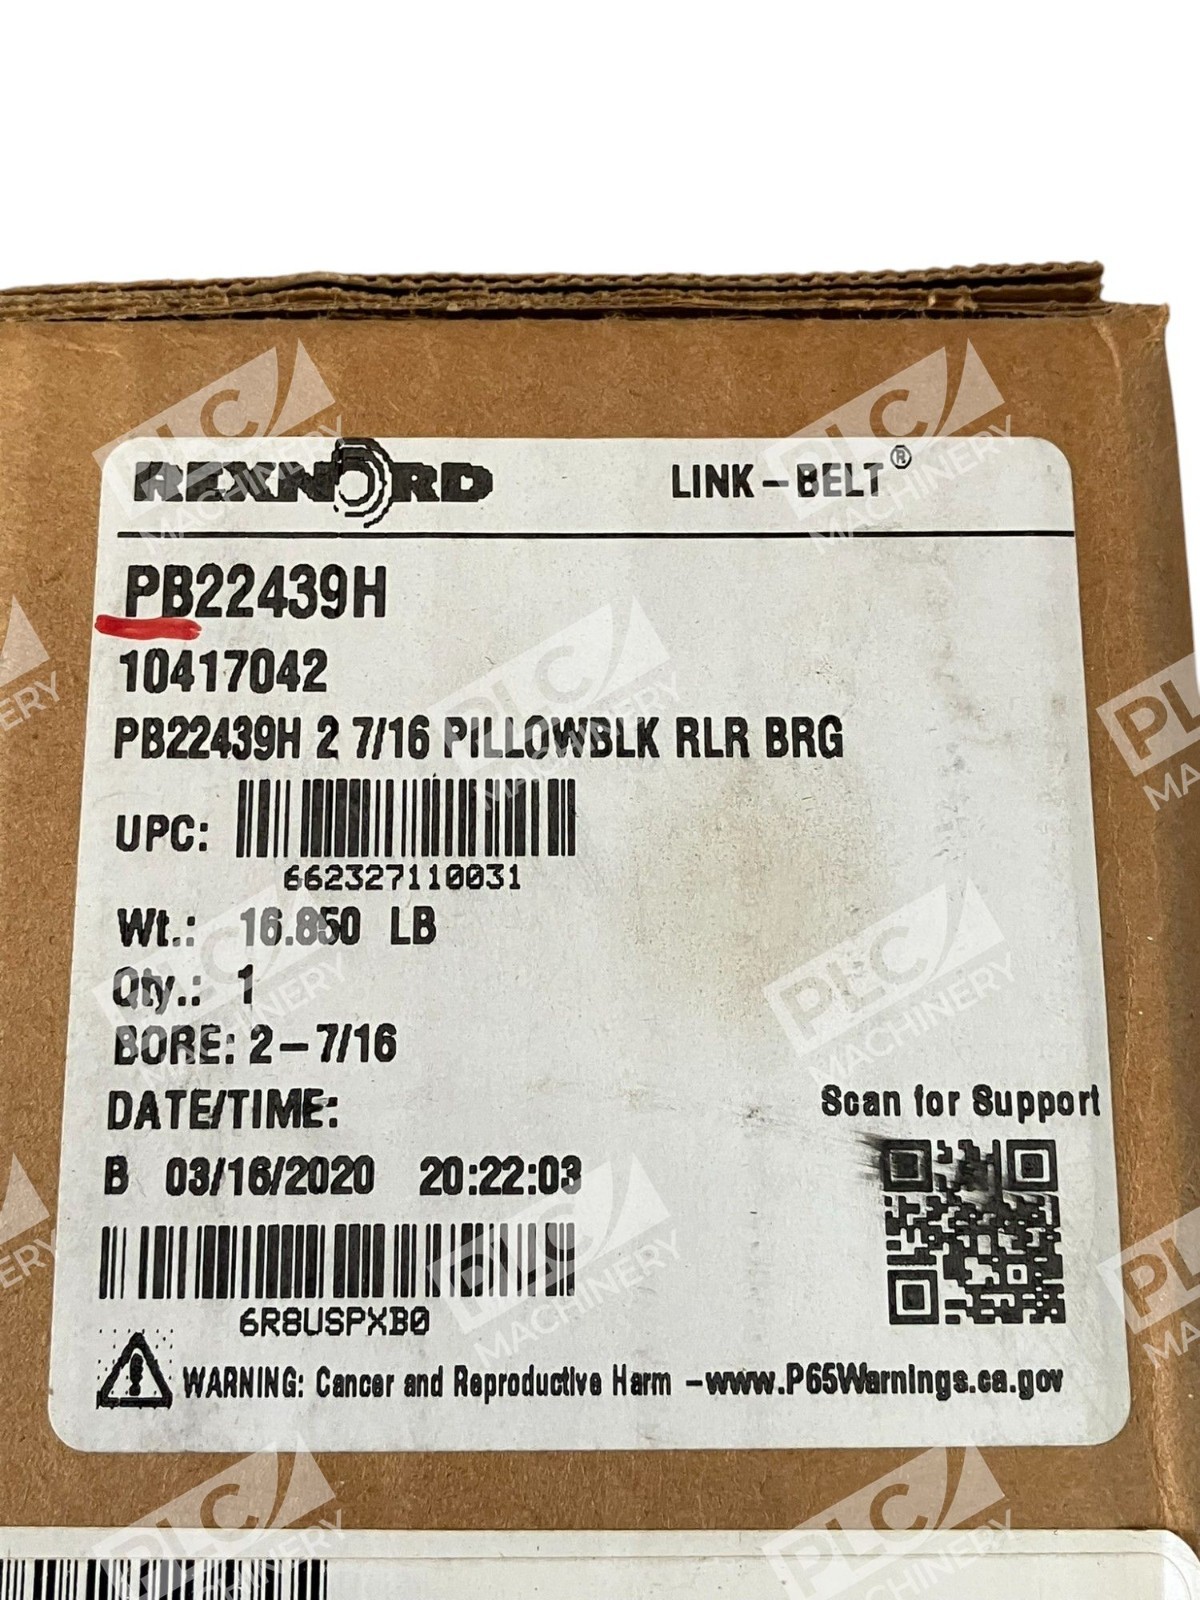 REXNORD LINK-BELT®
PB22439H
10417042
PB22439H 2 7/16 PILLOWBLK RLR BRG
UPC:
662327110031
Wt.: 16.850 LB
Qty.: 1
BORE: 2-7/16
DATE/TIME:
Scan for Support
B 03/16/2020 20:22:03
6R8USPXB0
WARNING: Cancer and Reproductive Harm -www.P65Warnings.ca.gov
PLC MACHINERY